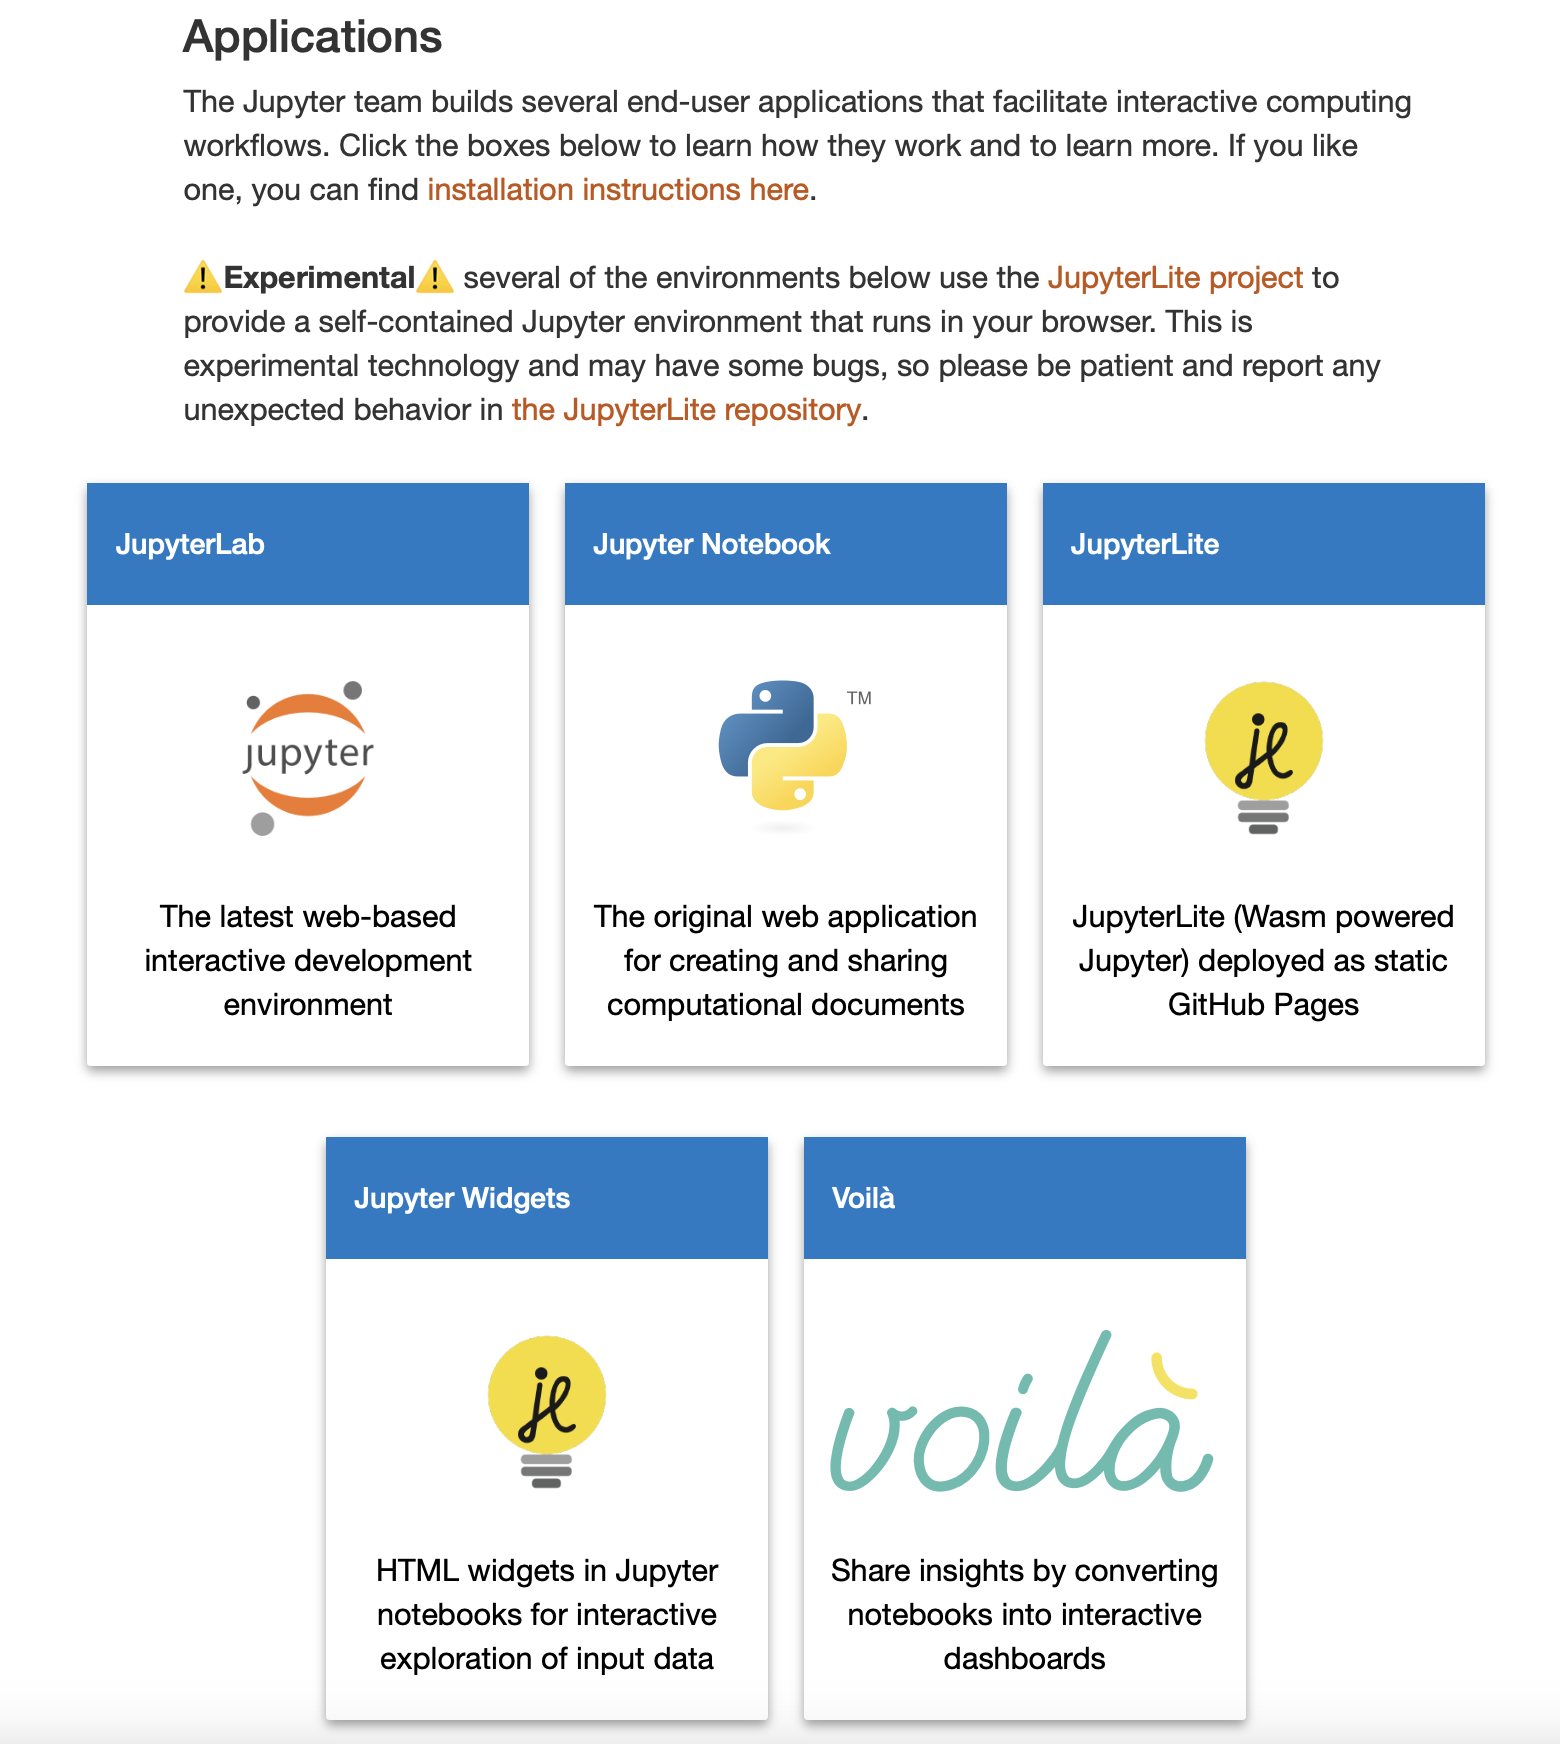 Applications
The Jupyter team builds several end-user applications that facilitate interactive computing
workflows. Click the boxes below to learn how they work and to learn more. If you like
one, you can find installation instructions here.
⚠️Experimental⚠️ several of the environments below use the JupyterLite project to
provide a self-contained Jupyter environment that runs in your browser. This is
experimental technology and may have some bugs, so please be patient and report any
unexpected behavior in the JupyterLite repository.
JupyterLab
jupyter
The latest web-based
interactive development
environment
Jupyter Notebook
TM
The original web application
for creating and sharing
computational documents
JupyterLite
jl
JupyterLite (Wasm powered
Jupyter) deployed as static
GitHub Pages
Jupyter Widgets
jl
HTML widgets in Jupyter
notebooks for interactive
exploration of input data
Voilà
voilà
Share insights by converting
notebooks into interactive
dashboards